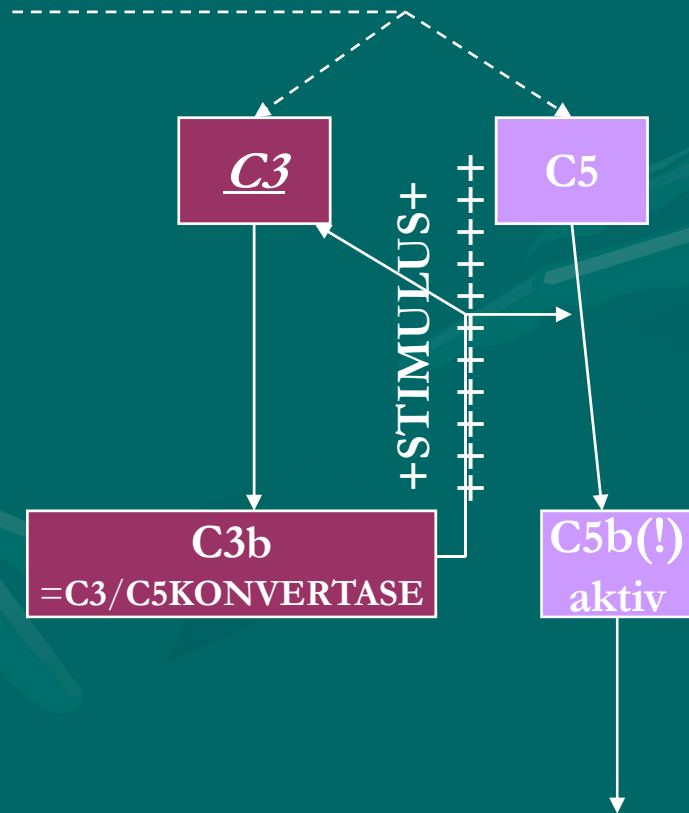 C3
C5
+STIMULUS+
+++++++++++
C3b
=C3/C5KONVERTASE
C5b(!)
aktiv